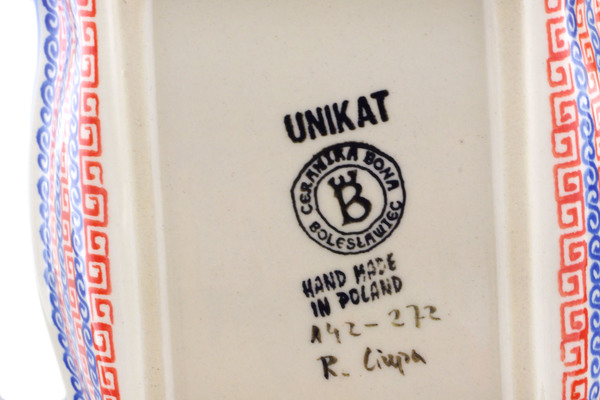 UNIKAT
CERAMIKA BONA
B
BOLESŁAWIEC
HAND MADE
IN POLAND
142-272
R.